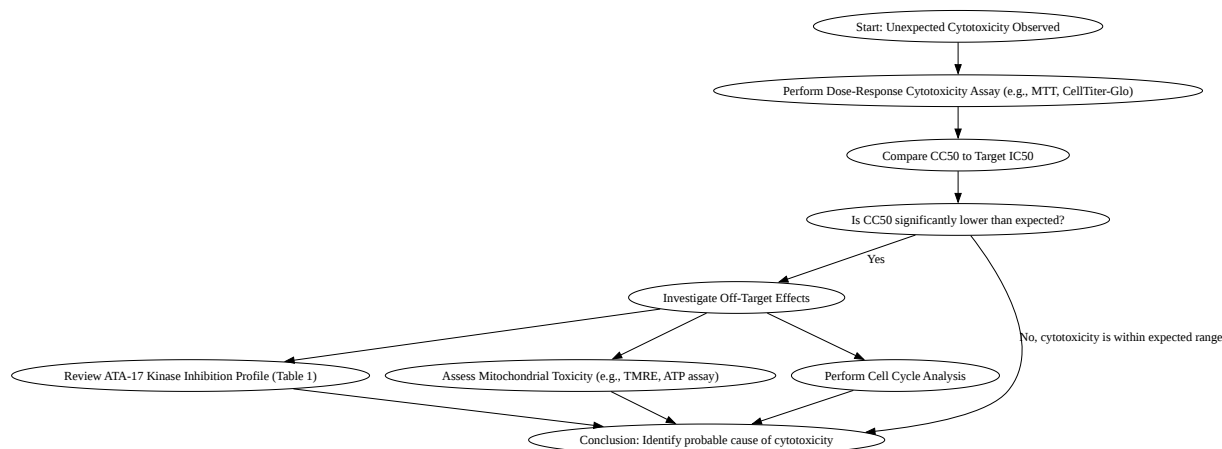 Start: Unexpected Cytotoxicity Observed
Perform Dose-Response Cytotoxicity Assay (e.g., MTT, CellTiter-Glo)
Compare CC50 to Target IC50
Is CC50 significantly lower than expected?
Yes
Investigate Off-Target Effects
No, cytotoxicity is within expected range
Review ATA-17 Kinase Inhibition Profile (Table 1)
Assess Mitochondrial Toxicity (e.g., TMRE, ATP assay)
Perform Cell Cycle Analysis
Conclusion: Identify probable cause of cytotoxicity